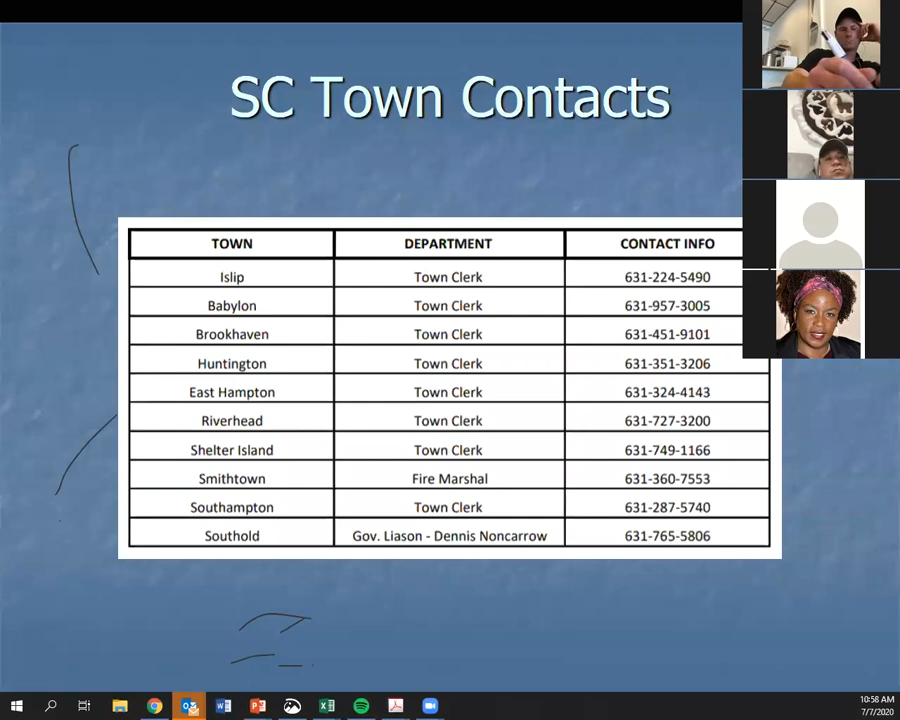 SC Town Contacts
TOWN DEPARTMENT CONTACT INFO
Islip Town Clerk 631-224-5490
Babylon Town Clerk 631-957-3005
Brookhaven Town Clerk 631-451-9101
Huntington Town Clerk 631-351-3206
East Hampton Town Clerk 631-324-4143
Riverhead Town Clerk 631-727-3200
Shelter Island Town Clerk 631-749-1166
Smithtown Fire Marshal 631-360-7553
Southampton Town Clerk 631-287-5740
Southold Gov. Liason - Dennis Noncarrow 631-765-5806
10:58 AM
7/7/2020